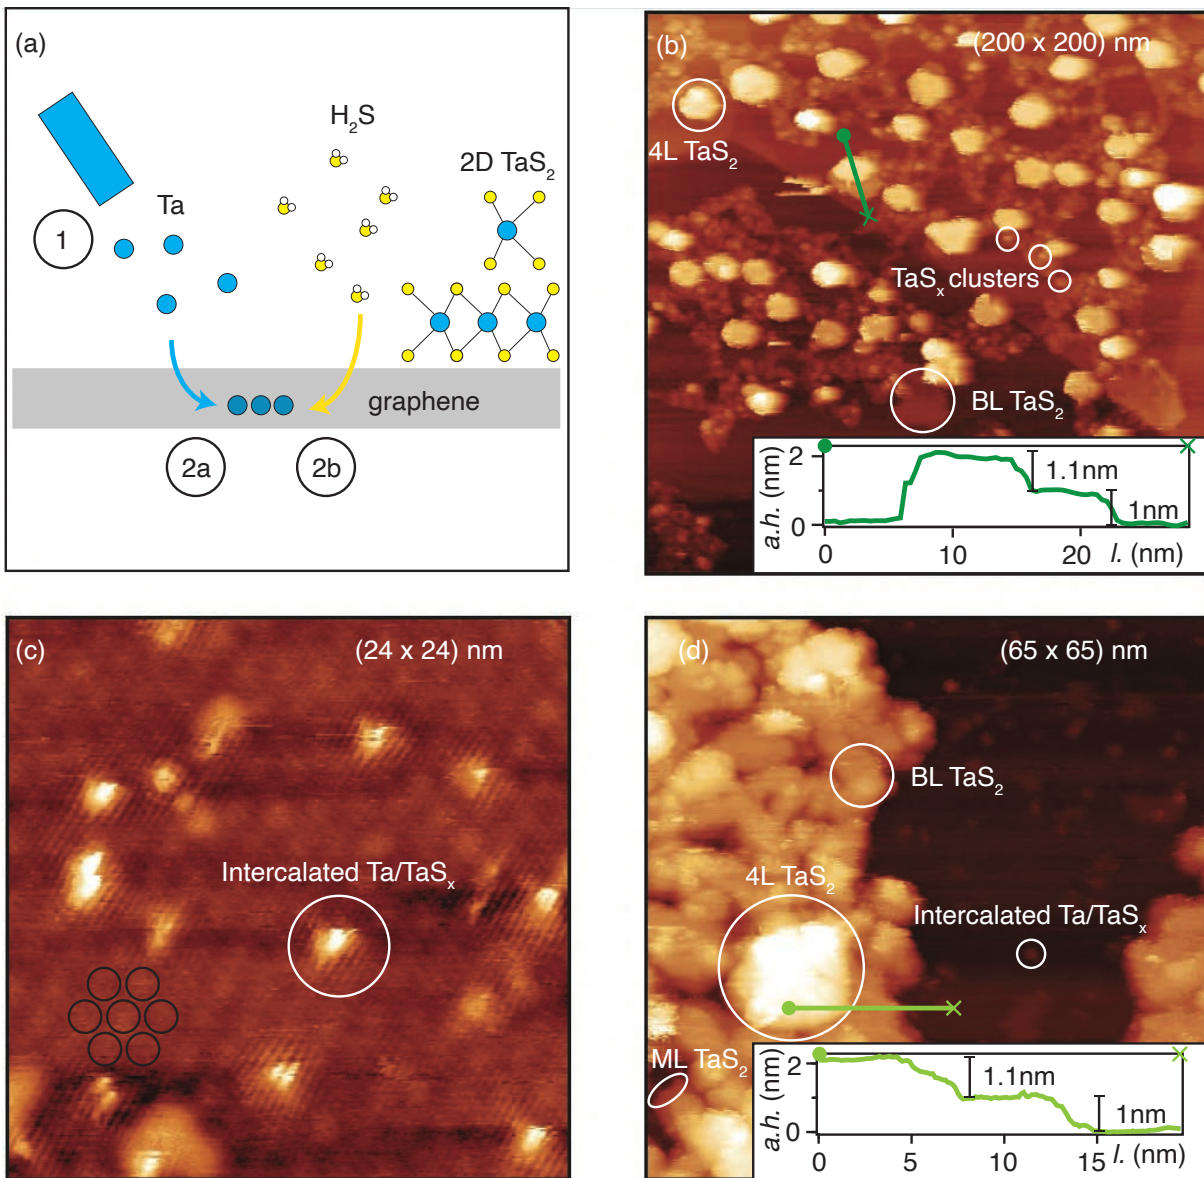 (a)
H₂S
2D TaS₂
Ta
1
graphene
2a
2b
(b)
(200 x 200) nm
4L TaS₂
TaSₓ clusters
BL TaS₂
a.h. (nm)
2
0
1.1nm
1nm
0
10
20
l. (nm)
(c)
(24 x 24) nm
Intercalated Ta/TaSₓ
(d)
(65 x 65) nm
BL TaS₂
4L TaS₂
Intercalated Ta/TaSₓ
ML TaS₂
a.h. (nm)
2
0
1.1nm
1nm
0
5
10
15
l. (nm)